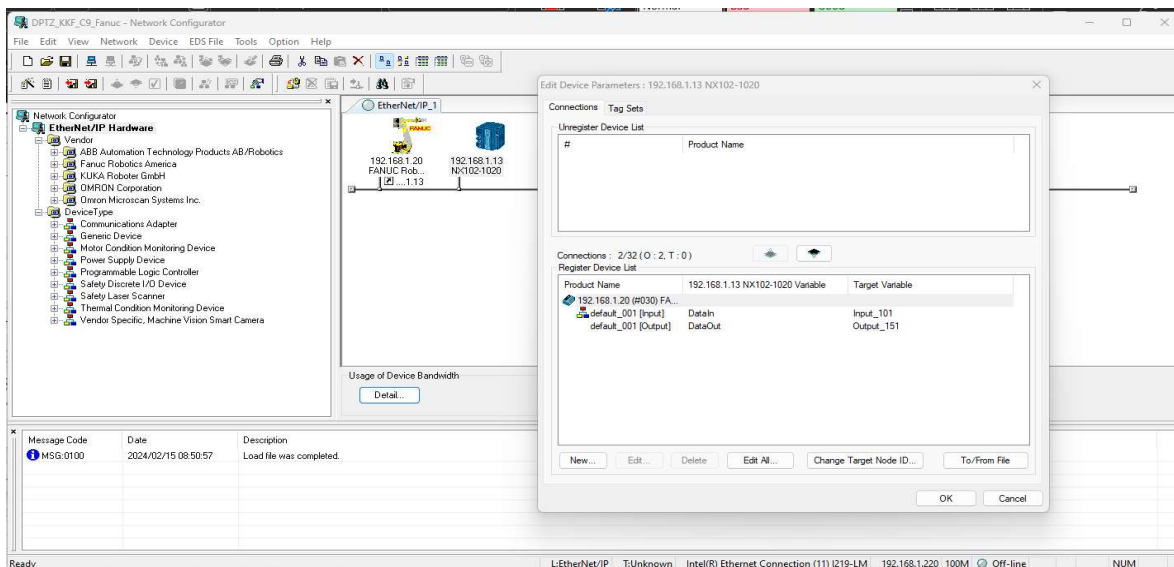 DPTZ_KKF_C9_Fanuc - Network Configurator
File Edit View Network Device EDS File Tools Option Help
Network Configurator
EtherNet/IP Hardware
Vendor
ABB Automation Technology Products AB/Robotics
Fanuc Robotics America
KUKA Roboter GmbH
OMRON Corporation
Omron Microscan Systems Inc.
DeviceType
Communications Adapter
Generic Device
Motor Condition Monitoring Device
Power Supply Device
Programmable Logic Controller
Safety Discrete I/O Device
Safety Laser Scanner
Thermal Condition Monitoring Device
Vendor Specific, Machine Vision Smart Camera
EtherNet/IP_1
FANUC
192.168.1.20
FANUC Rob...
...1.13
192.168.1.13
NX102-1020
Usage of Device Bandwidth
Detail...
Edit Device Parameters : 192.168.1.13 NX102-1020
Connections Tag Sets
Unregister Device List
# Product Name
Connections : 2/32 ( O : 2, T : 0 )
Register Device List
Product Name 192.168.1.13 NX102-1020 Variable Target Variable
192.168.1.20 (#030) FA...
default_001 [Input] DataIn Input_101
default_001 [Output] DataOut Output_151
New... Edit... Delete Edit All... Change Target Node ID... To/From File
OK Cancel
Message Code Date Description
MSG:0100 2024/02/15 08:50:57 Load file was completed.
Ready L:EtherNet/IP T:Unknown Intel(R) Ethernet Connection (11) I219-LM 192.168.1.220 100M Off-line NUM